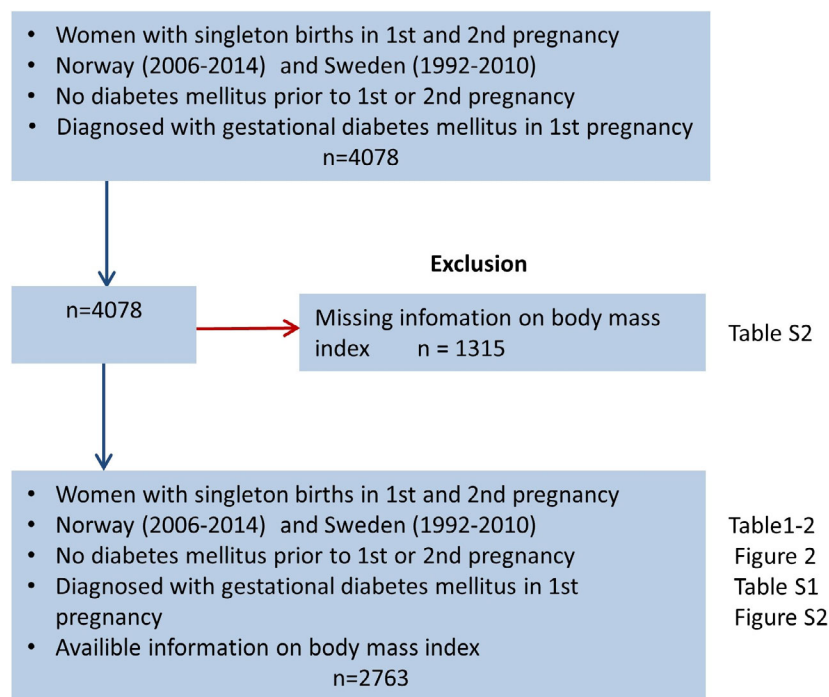 • Women with singleton births in 1st and 2nd pregnancy
• Norway (2006-2014) and Sweden (1992-2010)
• No diabetes mellitus prior to 1st or 2nd pregnancy
• Diagnosed with gestational diabetes mellitus in 1st pregnancy
n=4078
Exclusion
n=4078
Missing infomation on body mass
index n = 1315
Table S2
• Women with singleton births in 1st and 2nd pregnancy
• Norway (2006-2014) and Sweden (1992-2010)
• No diabetes mellitus prior to 1st or 2nd pregnancy
• Diagnosed with gestational diabetes mellitus in 1st
pregnancy
• Availible information on body mass index
n=2763
Table1-2
Figure 2
Table S1
Figure S2